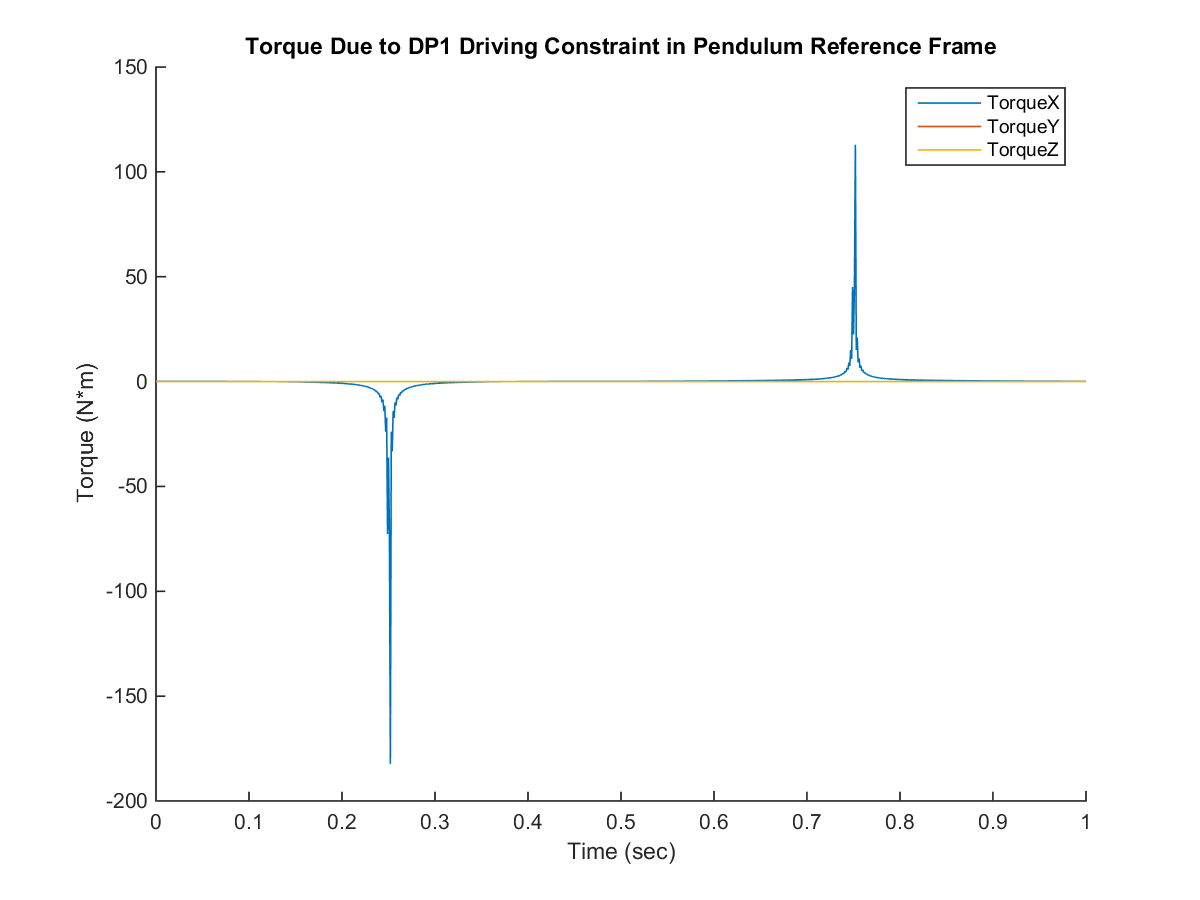 Torque Due to DP1 Driving Constraint in Pendulum Reference Frame
150
100
50
0
-50
-100
-150
-200
Torque (N*m)
TorqueX
TorqueY
TorqueZ
0 0.1 0.2 0.3 0.4 0.5 0.6 0.7 0.8 0.9 1
Time (sec)